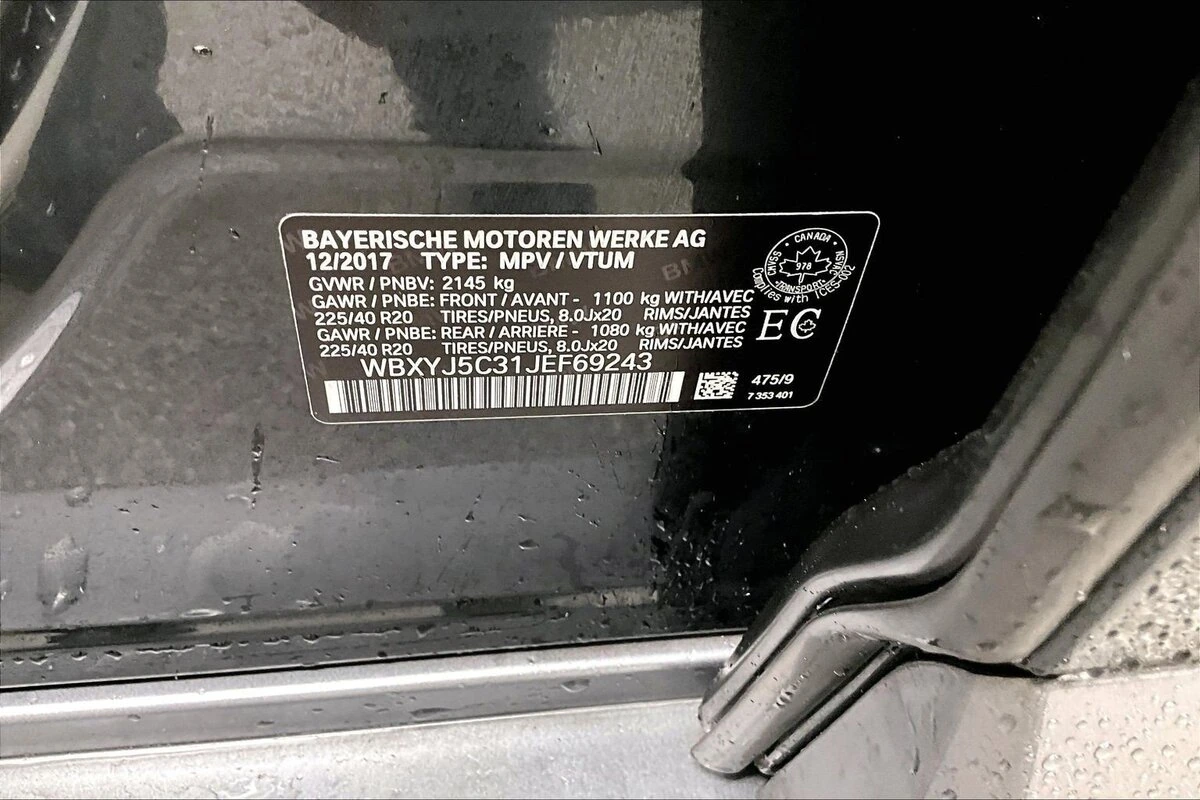 BAYERISCHE MOTOREN WERKE AG
12/2017 TYPE: MPV / VTUM
GVWR / PNBV: 2145 kg
GAWR / PNBE: FRONT / AVANT - 1100 kg WITH/AVEC
225/40 R20 TIRES/PNEUS, 8.0Jx20 RIMS/JANTES
GAWR / PNBE: REAR / ARRIERE - 1080 kg WITH/AVEC
225/40 R20 TIRES/PNEUS, 8.0Jx20 RIMS/JANTES
WBXYJ5C31JEF69243
CANADA
CMVSS
NSVAC
978
TRANSPORT
Complies with ICES-002
EC
475/9
7 353 401